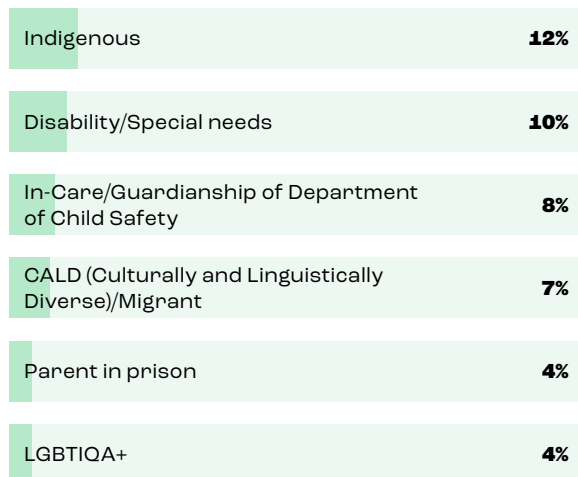 Indigenous 12%
Disability/Special needs 10%
In-Care/Guardianship of Department
of Child Safety 8%
CALD (Culturally and Linguistically
Diverse)/Migrant 7%
Parent in prison 4%
LGBTIQA+ 4%